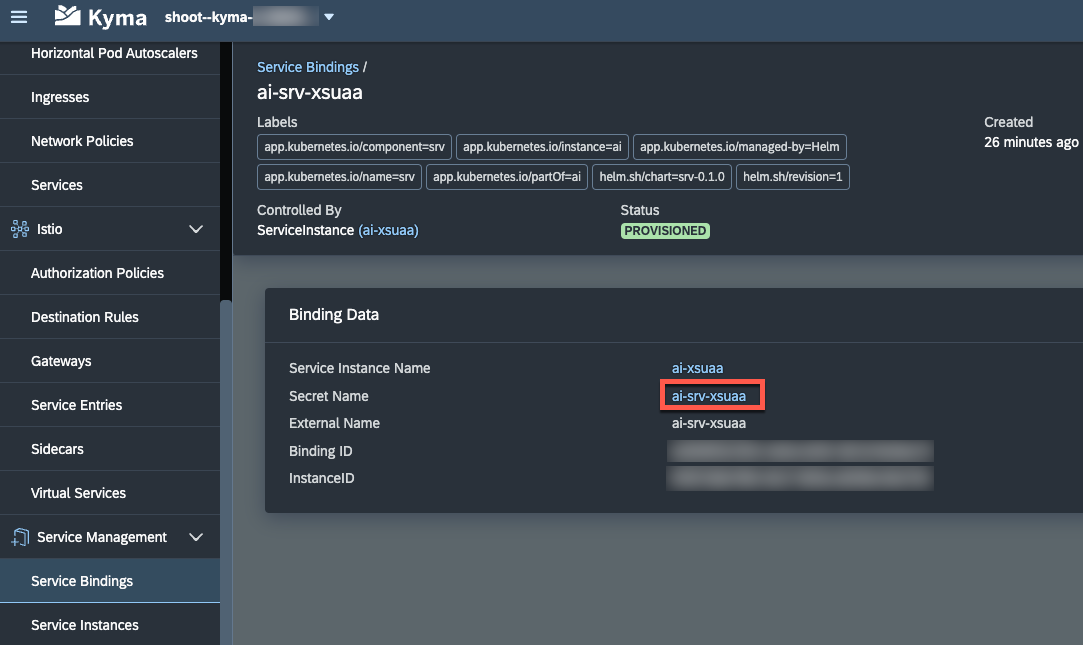 Kyma shoot--kyma-
Horizontal Pod Autoscalers
Ingresses
Network Policies
Services
Istio
Authorization Policies
Destination Rules
Gateways
Service Entries
Sidecars
Virtual Services
Service Management
Service Bindings
Service Instances
Service Bindings /
ai-srv-xsuaa
Labels
app.kubernetes.io/component=srv app.kubernetes.io/instance=ai app.kubernetes.io/managed-by=Helm
app.kubernetes.io/name=srv app.kubernetes.io/partOf=ai helm.sh/chart=srv-0.1.0 helm.sh/revision=1
Created
26 minutes ago
Controlled By
ServiceInstance (ai-xsuaa)
Status
PROVISIONED
Binding Data
Service Instance Name ai-xsuaa
Secret Name ai-srv-xsuaa
External Name ai-srv-xsuaa
Binding ID
InstanceID